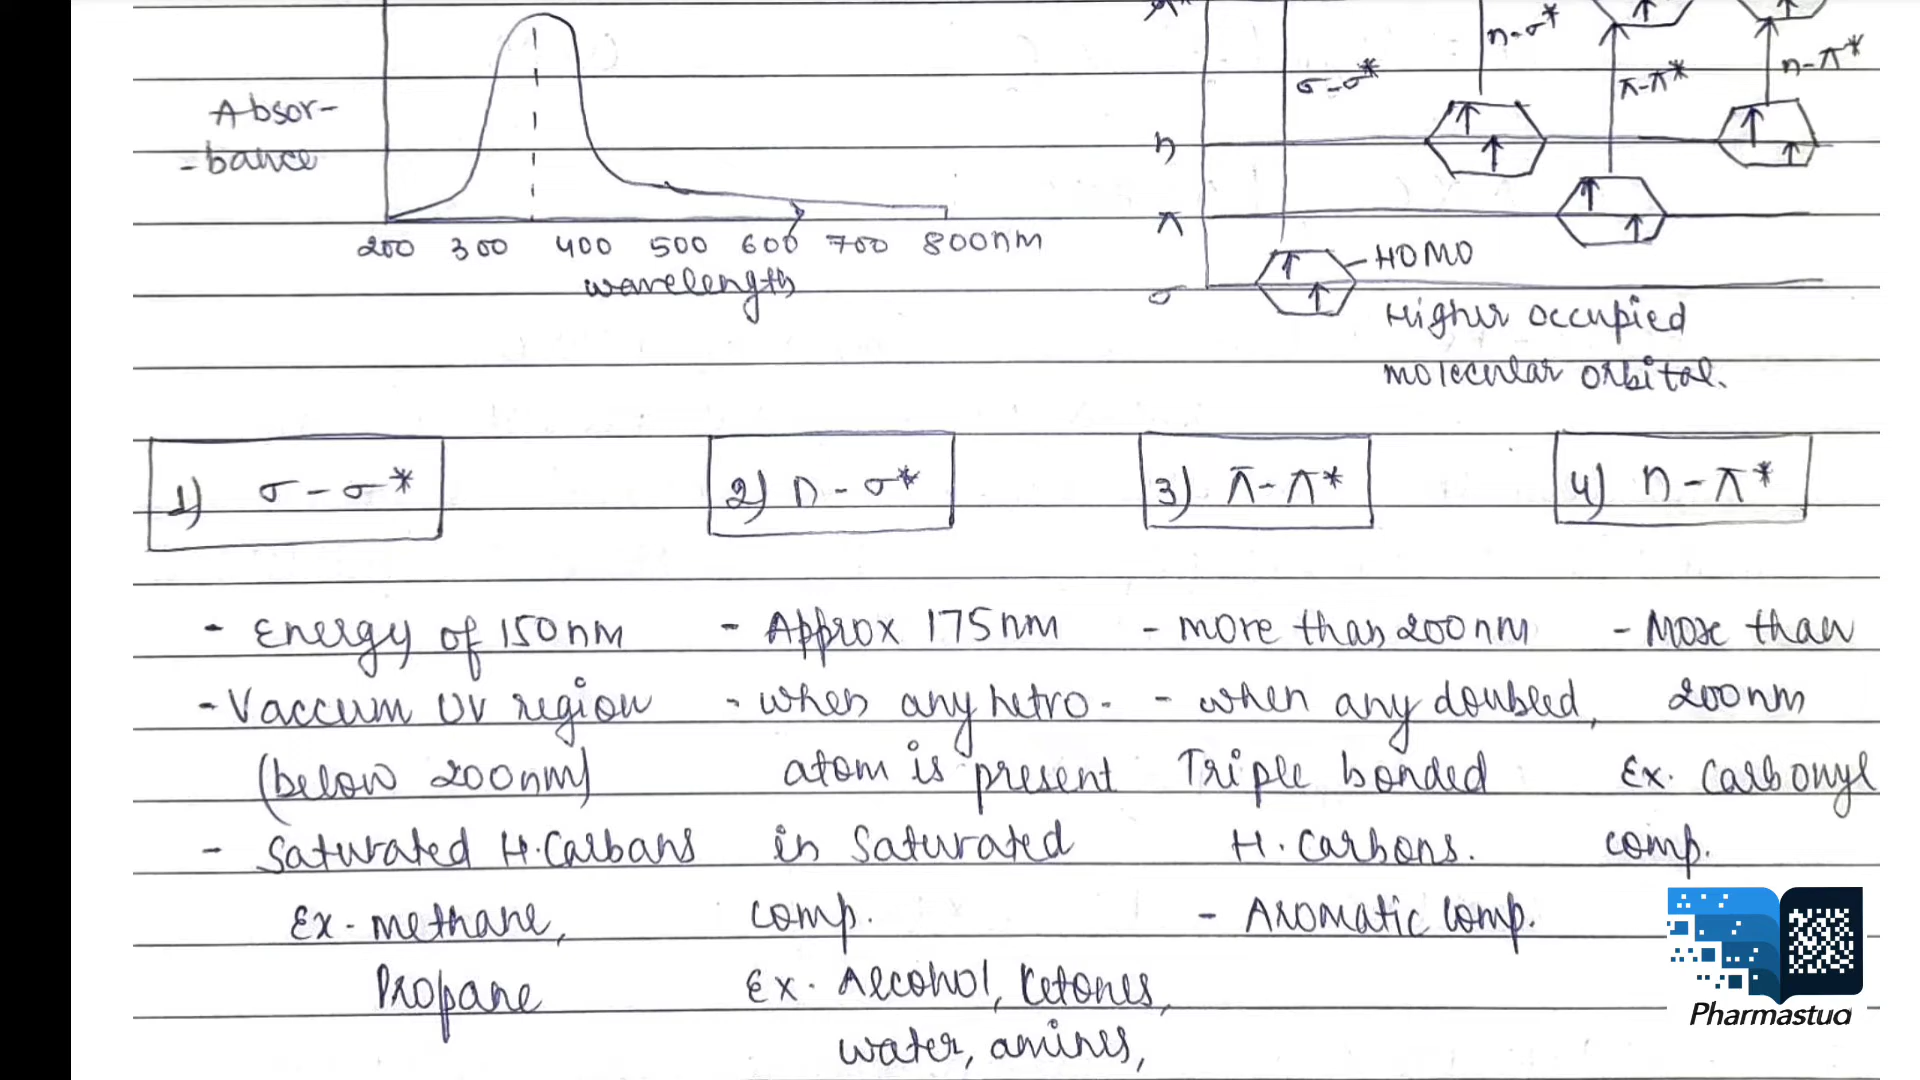 σ*
n-σ*
n-π*
σ-σ*
π-π*
Absor-
-bance
n
π
200 300 400 500 600 700 800nm
wavelength
HOMO
σ
Higher occupied
molecular orbital.
1) σ - σ*
2) n - σ*
3) π - π*
4) n - π*
- Energy of 150nm - Approx 175nm - more than 200nm - More than
- Vaccum UV region - when any hetro- - when any doubled, 200nm
(below 200nm) atom is present Triple bonded Ex. Carbonyl
- Saturated H.Carbans in Saturated H. Carbons. comp.
Ex - methane, comp. - Aromatic Comp.
Propane Ex. Alcohol, Ketones,
water, amines,
Pharmastud